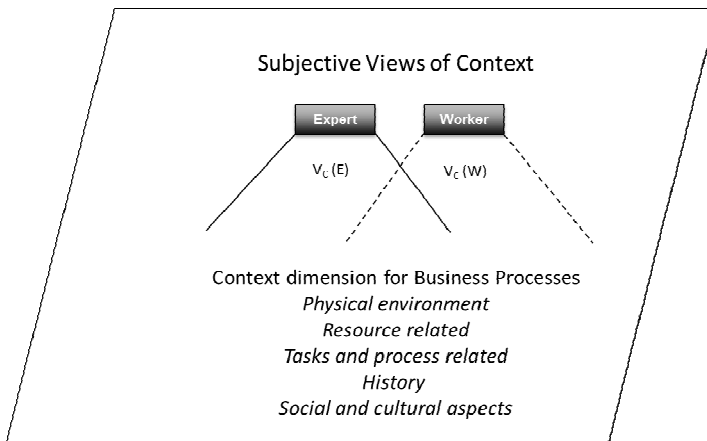 Subjective Views of Context
Expert Worker
V_C (E) V_C (W)
Context dimension for Business Processes
Physical environment
Resource related
Tasks and process related
History
Social and cultural aspects